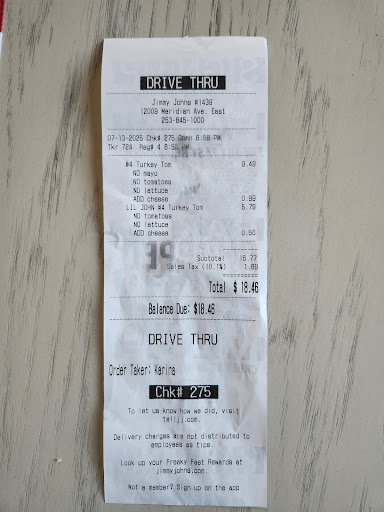 DRIVE THRU
Jimmy Johns #1439
12009 Meridian Ave. East
253-845-1000
07-13-2025 Chk# 275 Open 6:56 PM
Tkr 724 Reg# 4 6:56 PM
#4 Turkey Tom 8.49
NO mayo
NO tomatoes
NO lettuce
ADD cheese 0.99
LIL JOHN #4 Turkey Tom 5.79
NO tomatoes
NO lettuce
ADD cheese 0.50
Subtotal 16.77
Sales Tax (10.1%) 1.69
Total $ 18.46
Balance Due: $18.46
DRIVE THRU
Order Taker: Karina
Chk# 275
To let us know how we did, visit
telljj.com.
Delivery charges are not distributed to
employees as tips.
Look up your Freaky Fast Rewards at
jimmyjohns.com.
Not a member? Sign up on the app